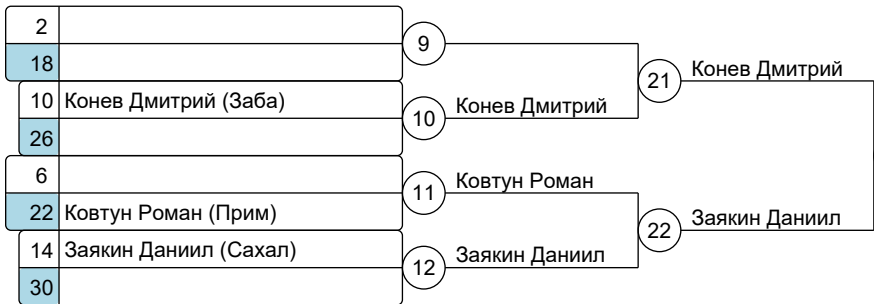 2
9
18
21 Конев Дмитрий
10 Конев Дмитрий (Заба)
10 Конев Дмитрий
26
6
11 Ковтун Роман
22 Ковтун Роман (Прим)
22 Заякин Даниил
14 Заякин Даниил (Сахал)
12 Заякин Даниил
30